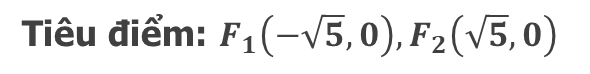 Tiêu điểm: F₁(−√5, 0), F₂(√5, 0)